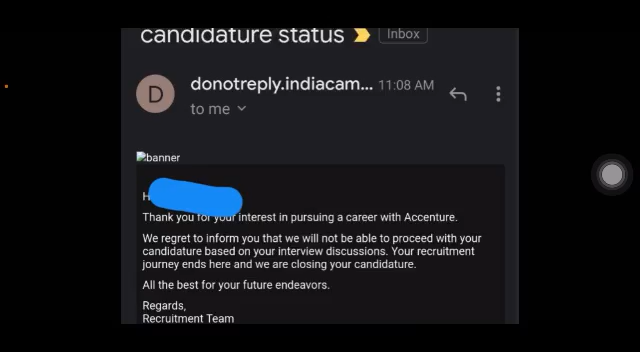 candidature status Inbox
D donotreply.indiacam... 11:08 AM
to me
banner
H
Thank you for your interest in pursuing a career with Accenture.
We regret to inform you that we will not be able to proceed with your
candidature based on your interview discussions. Your recruitment
journey ends here and we are closing your candidature.
All the best for your future endeavors.
Regards,
Recruitment Team